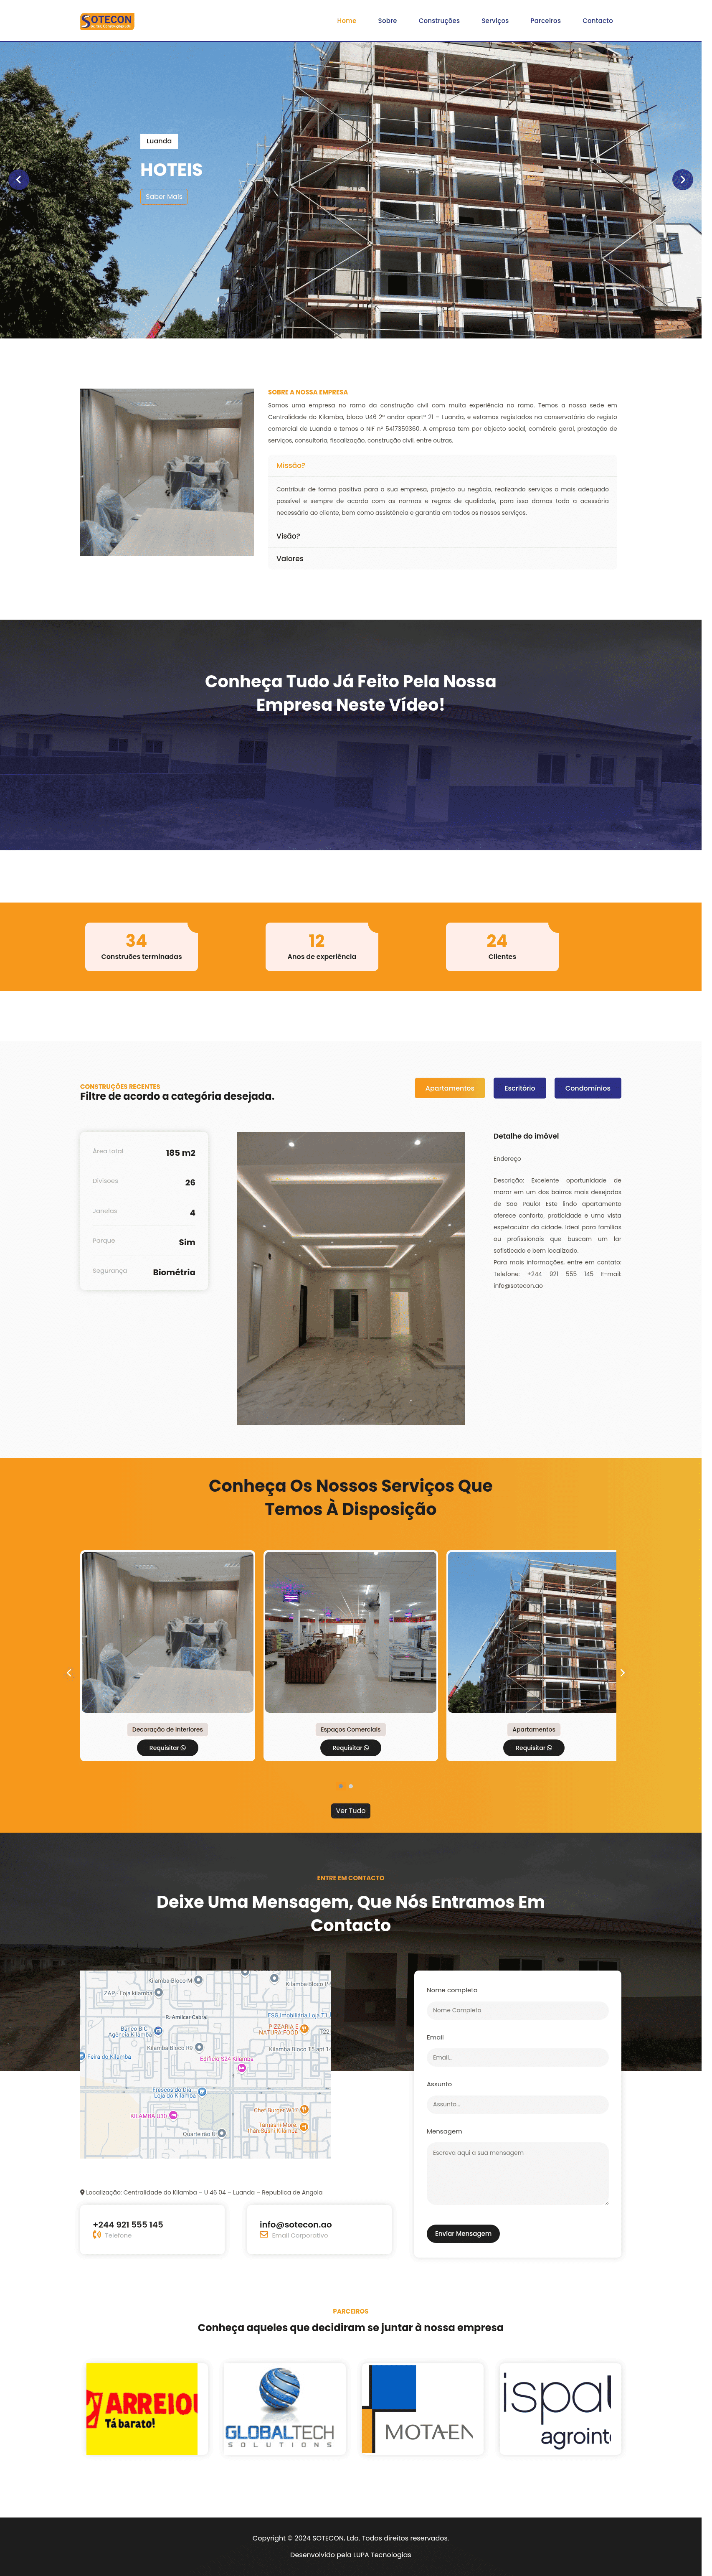 SOTECON
Home
Sobre
Construções
Serviços
Parceiros
Contacto
Luanda
HOTEIS
Saber Mais
SOBRE A NOSSA EMPRESA
Somos uma empresa no ramo da construção civil com muita experiência no ramo. Temos a nossa sede em
Centralidade do Kilamba, bloco U46 2º andar apartº 21 – Luanda, e estamos registados na conservatória do registo
comercial de Luanda e temos o NIF nº 5417359360. A empresa tem por objecto social, comércio geral, prestação de
serviços, consultoria, fiscalização, construção civil, entre outras.
Missão?
Contribuir de forma positiva para a sua empresa, projecto ou negócio, realizando serviços o mais adequado
possível e sempre de acordo com as normas e regras de qualidade, para isso damos toda a acessória
necessária ao cliente, bem como assistência e garantia em todos os nossos serviços.
Visão?
Valores
Conheça Tudo Já Feito Pela Nossa
Empresa Neste Vídeo!
34
Construões terminadas
12
Anos de experiência
24
Clientes
CONSTRUÇÕES RECENTES
Filtre de acordo a categória desejada.
Apartamentos
Escritório
Condomínios
Área total
185 m2
Divisões
26
Janelas
4
Parque
Sim
Segurança
Biométria
Detalhe do imóvel
Endereço
Descrição: Excelente oportunidade de
morar em um dos bairros mais desejados
de São Paulo! Este lindo apartamento
oferece conforto, praticidade e uma vista
espetacular da cidade. Ideal para famílias
ou profissionais que buscam um lar
sofisticado e bem localizado.
Para mais informações, entre em contato:
Telefone: +244 921 555 145 E-mail:
info@sotecon.ao
Conheça Os Nossos Serviços Que
Temos À Disposição
Decoração de Interiores
Requisitar
Espaços Comerciais
Requisitar
Apartamentos
Requisitar
Ver Tudo
ENTRE EM CONTACTO
Deixe Uma Mensagem, Que Nós Entramos Em
Contacto
Kilamba Bloco M
Kilamba Bloco P
ZAP - Loja kilamba
R. Amílcar Cabral
ESG Imobiliária Loja T1
Banco BIC -
Agência Kilamba
PIZZARIA E
NATURA FOOD
Kilamba Bloco R9
Kilamba Bloco T5 apt
Feira do Kilamba
Edifício S24 Kilamba
Frescos do Dia |
Loja do Kilamba
KILAMBA U30
Chef Burger W17
Tamashi More
than Sushi Kilamba
Quarteirão U
Localização: Centralidade do Kilamba – U 46 04 – Luanda – Republica de Angola
+244 921 555 145
Telefone
info@sotecon.ao
Email Corporativo
Nome completo
Nome Completo
Email
Email...
Assunto
Assunto...
Mensagem
Escreva aqui a sua mensagem
Enviar Mensagem
PARCEIROS
Conheça aqueles que decidiram se juntar à nossa empresa
ARREIOU
Tá barato!
GLOBALTECH
SOLUTIONS
MOTA-EN
ispal
agroint
Copyright © 2024 SOTECON, Lda. Todos direitos reservados.
Desenvolvido pela LUPA Tecnologias